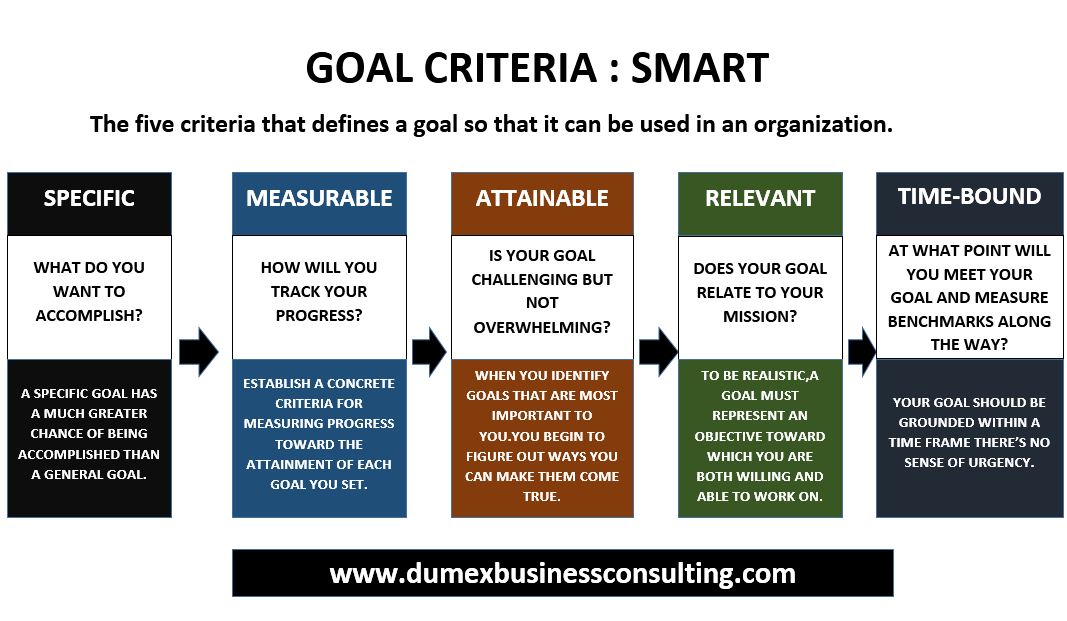 GOAL CRITERIA : SMART
The five criteria that defines a goal so that it can be used in an organization.
SPECIFIC
WHAT DO YOU
WANT TO
ACCOMPLISH?
A SPECIFIC GOAL HAS
A MUCH GREATER
CHANCE OF BEING
ACCOMPLISHED THAN
A GENERAL GOAL.
MEASURABLE
HOW WILL YOU
TRACK YOUR
PROGRESS?
ESTABLISH A CONCRETE
CRITERIA FOR
MEASURING PROGRESS
TOWARD THE
ATTAINMENT OF EACH
GOAL YOU SET.
ATTAINABLE
IS YOUR GOAL
CHALLENGING BUT
NOT
OVERWHELMING?
WHEN YOU IDENTIFY
GOALS THAT ARE MOST
IMPORTANT TO
YOU.YOU BEGIN TO
FIGURE OUT WAYS YOU
CAN MAKE THEM COME
TRUE.
RELEVANT
DOES YOUR GOAL
RELATE TO YOUR
MISSION?
TO BE REALISTIC,A
GOAL MUST
REPRESENT AN
OBJECTIVE TOWARD
WHICH YOU ARE
BOTH WILLING AND
ABLE TO WORK ON.
TIME-BOUND
AT WHAT POINT WILL
YOU MEET YOUR
GOAL AND MEASURE
BENCHMARKS ALONG
THE WAY?
YOUR GOAL SHOULD BE
GROUNDED WITHIN A
TIME FRAME THERE'S NO
SENSE OF URGENCY.
www.dumexbusinessconsulting.com